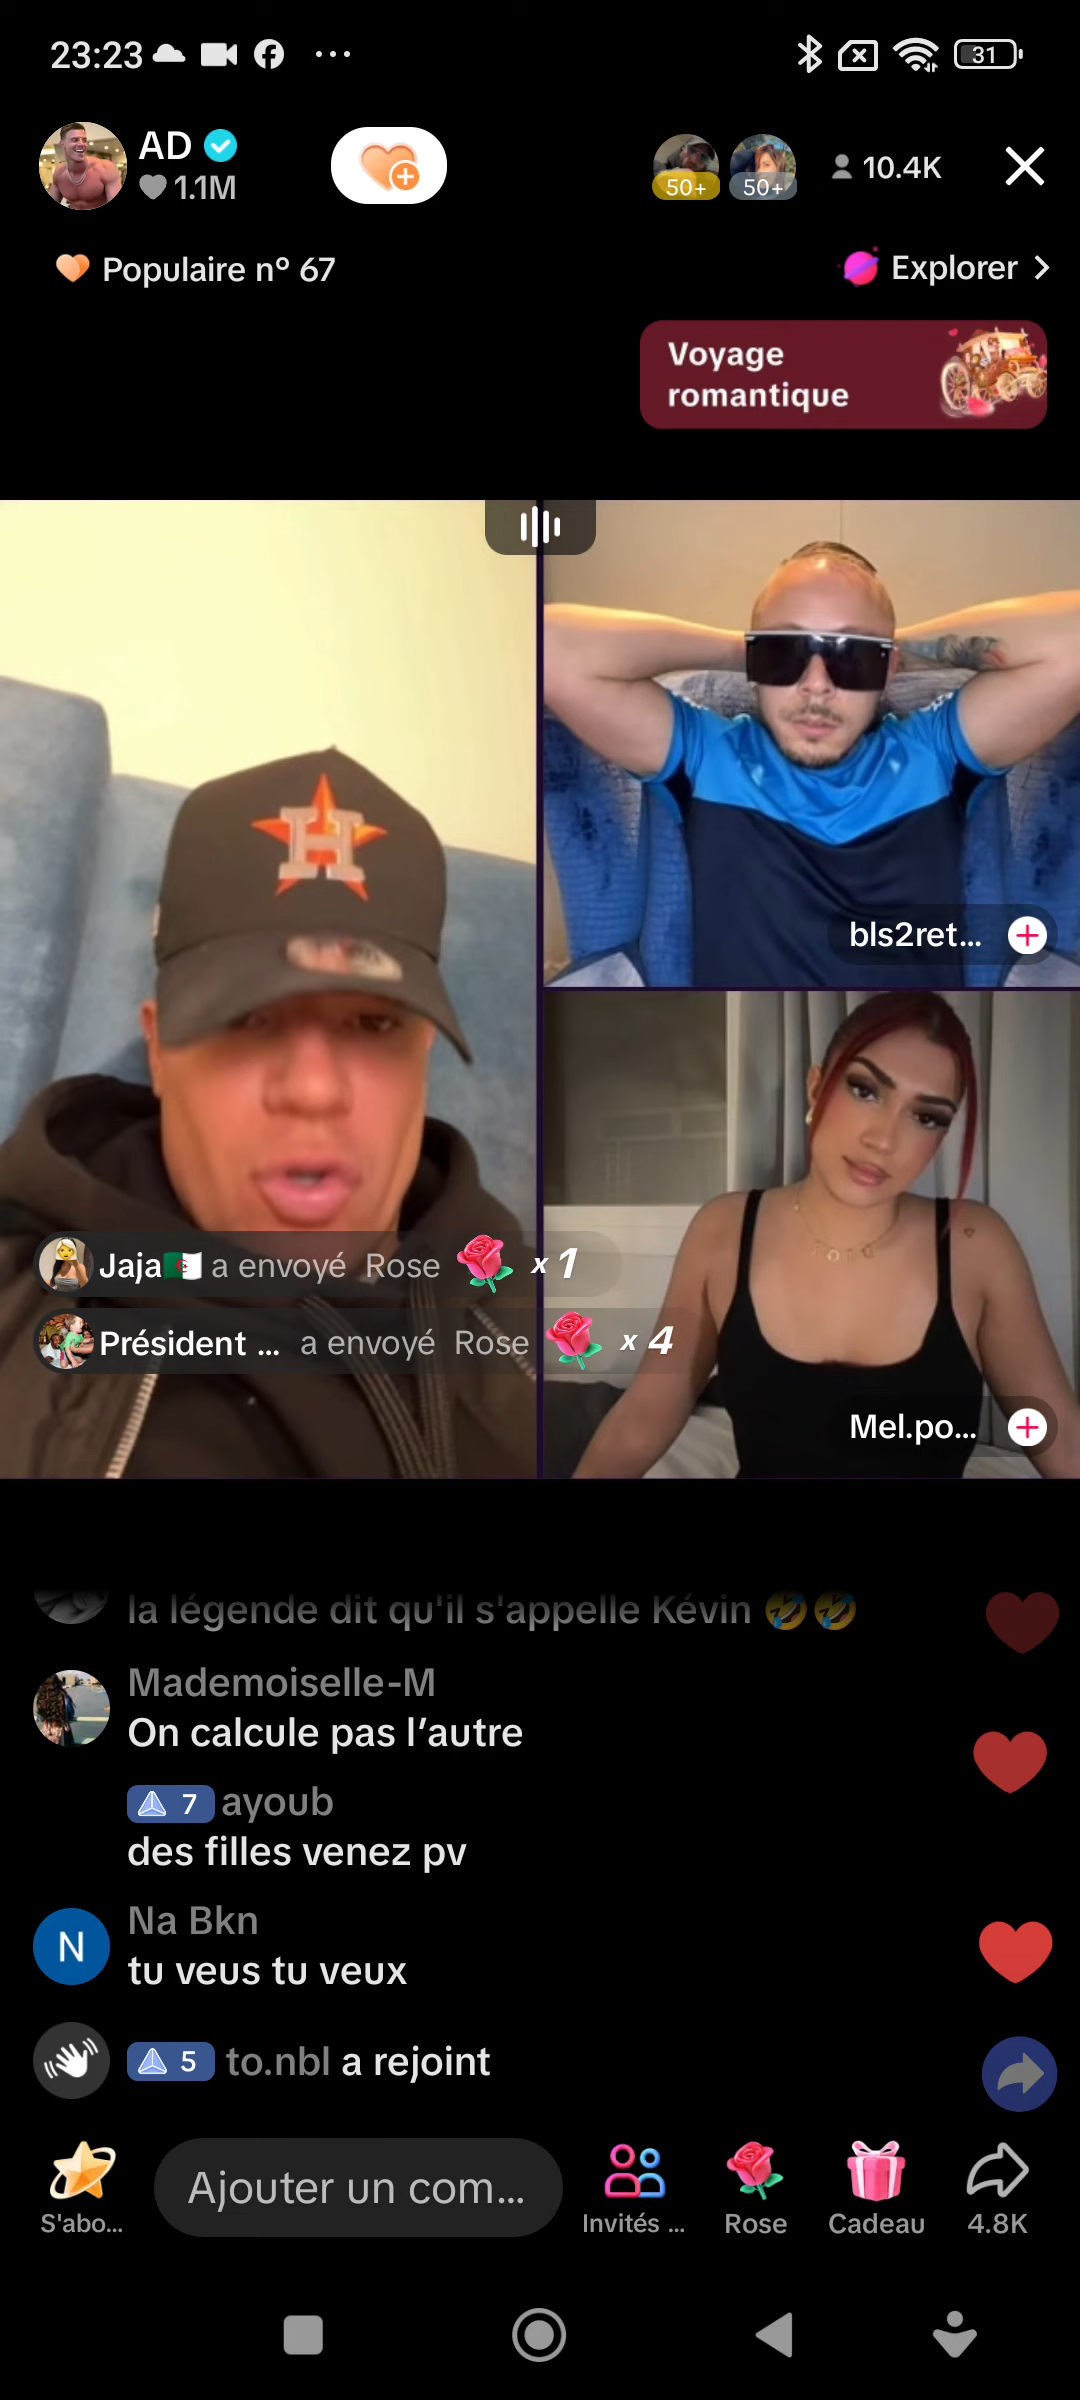 23:23
31
AD
1.1M
50+
50+
10.4K
Populaire nº 67
Explorer
Voyage
romantique
H
bls2ret...
Jaja🇩🇿 a envoyé Rose x 1
Président ... a envoyé Rose x 4
Mel.po...
la légende dit qu'il s'appelle Kévin 🤣🤣
Mademoiselle-M
On calcule pas l’autre
7 ayoub
des filles venez pv
N
Na Bkn
tu veus tu veux
5 to.nbl a rejoint
Ajouter un com...
S'abo...
Invités ...
Rose
Cadeau
4.8K